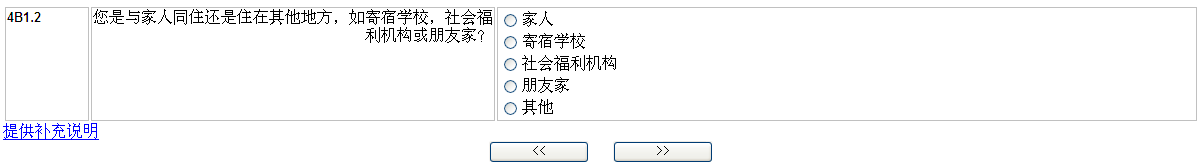 4B1.2
您是与家人同住还是住在其他地方，如寄宿学校，社会福
利机构或朋友家？
家人
寄宿学校
社会福利机构
朋友家
其他
提供补充说明
<<
>>